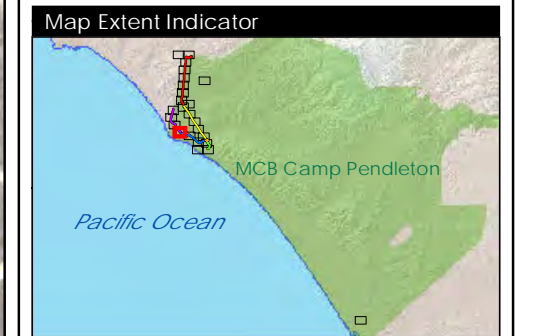 Map Extent Indicator
MCB Camp Pendleton
Pacific Ocean